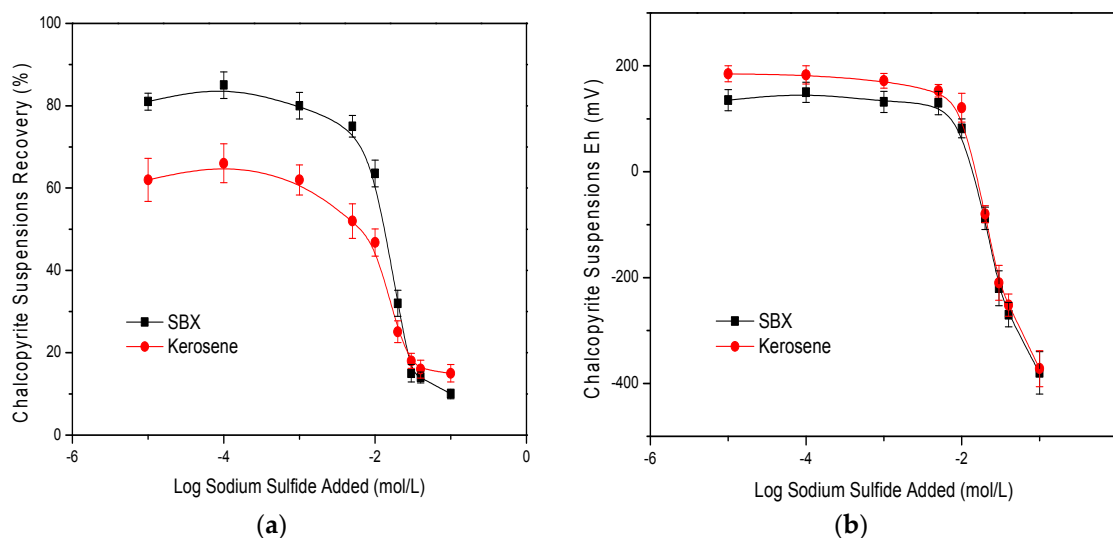 100
80
60
40
20
0
Chalcopyrite Suspensions Recovery (%)
SBX
Kerosene
-6
-4
-2
0
Log Sodium Sulfide Added (mol/L)
(a)
200
0
-200
-400
Chalcopyrite Suspensions Eh (mV)
SBX
Kerosene
-6
-4
-2
Log Sodium Sulfide Added (mol/L)
(b)